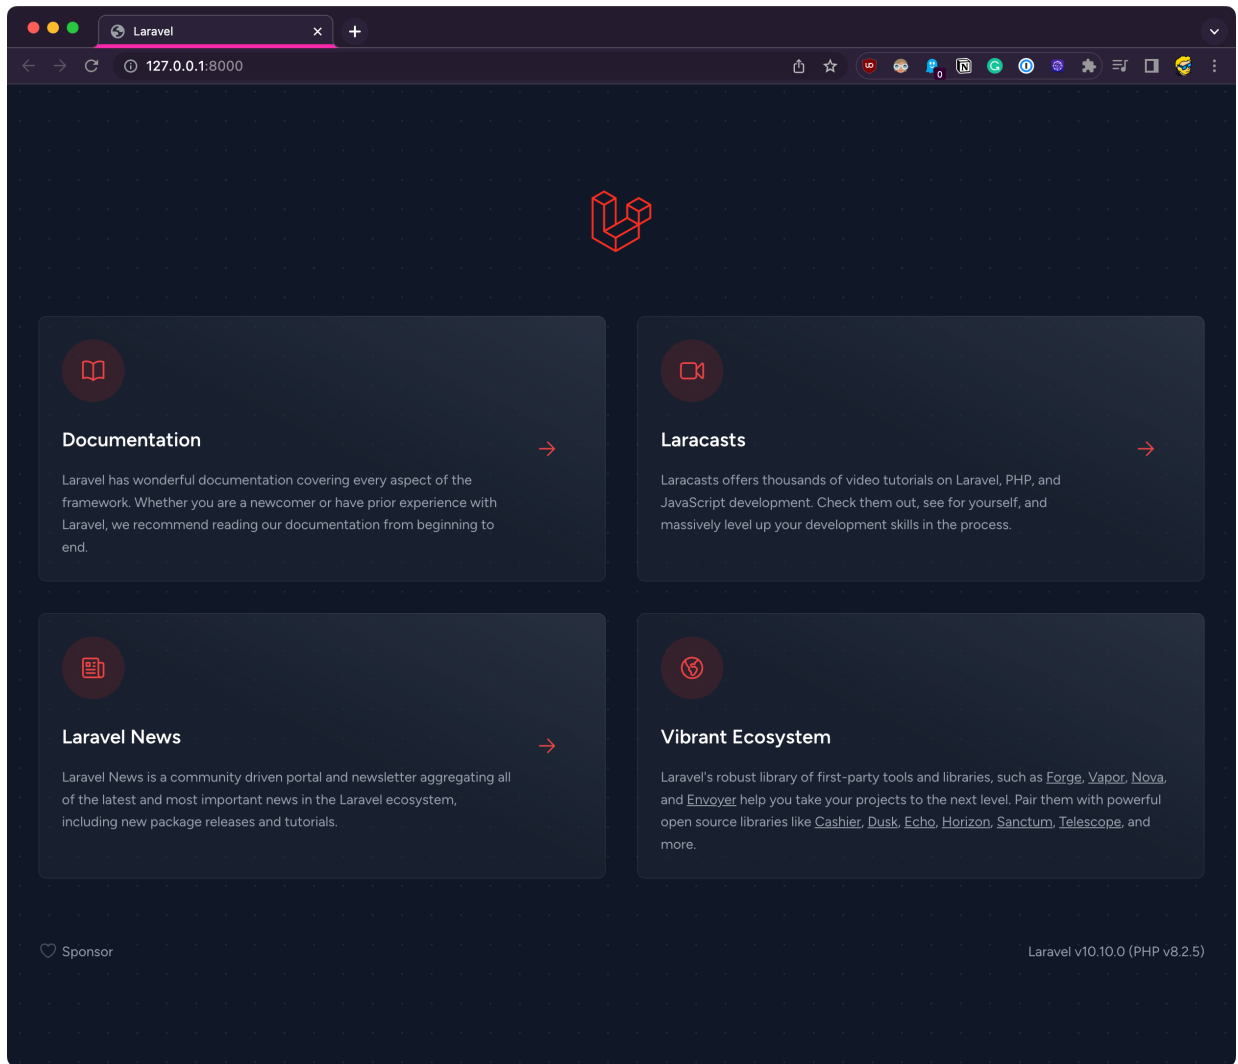 Laravel
127.0.0.1:8000
0
Documentation
Laravel has wonderful documentation covering every aspect of the
framework. Whether you are a newcomer or have prior experience with
Laravel, we recommend reading our documentation from beginning to
end.
Laracasts
Laracasts offers thousands of video tutorials on Laravel, PHP, and
JavaScript development. Check them out, see for yourself, and
massively level up your development skills in the process.
Laravel News
Laravel News is a community driven portal and newsletter aggregating all
of the latest and most important news in the Laravel ecosystem,
including new package releases and tutorials.
Vibrant Ecosystem
Laravel's robust library of first-party tools and libraries, such as Forge, Vapor, Nova,
and Envoyer help you take your projects to the next level. Pair them with powerful
open source libraries like Cashier, Dusk, Echo, Horizon, Sanctum, Telescope, and
more.
Sponsor
Laravel v10.10.0 (PHP v8.2.5)